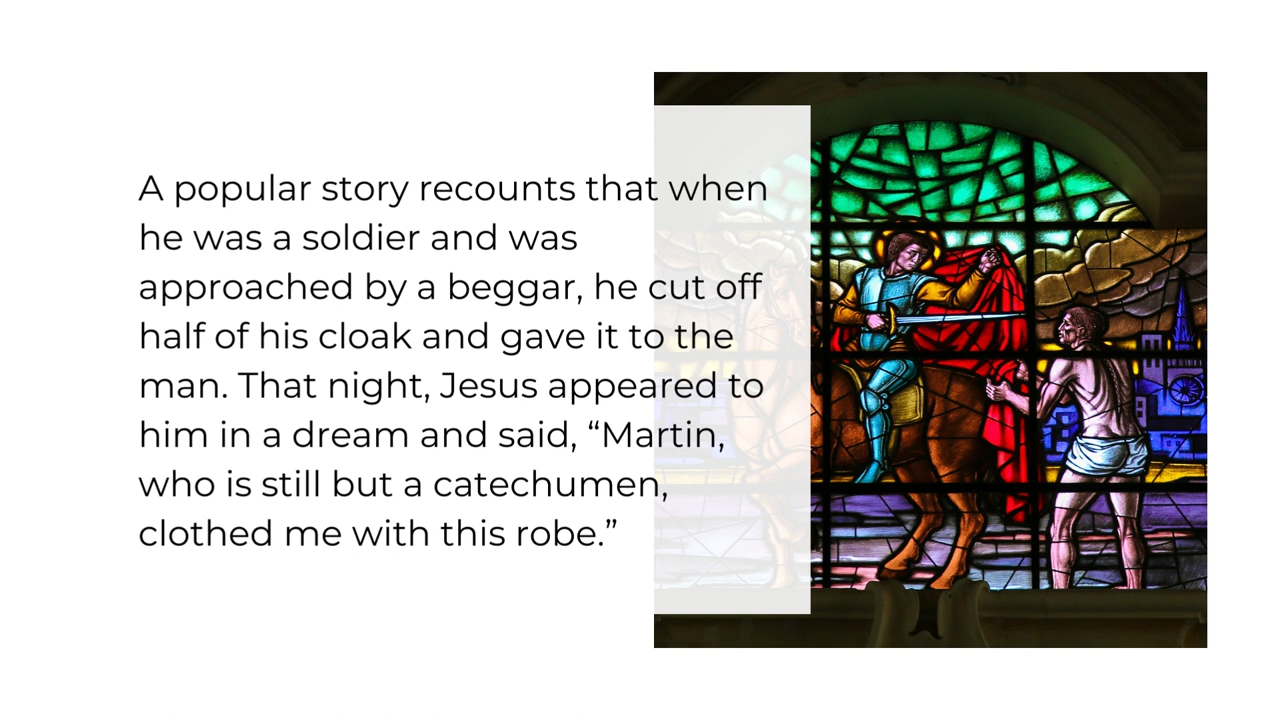 A popular story recounts that when
he was a soldier and was
approached by a beggar, he cut off
half of his cloak and gave it to the
man. That night, Jesus appeared to
him in a dream and said, “Martin,
who is still but a catechumen,
clothed me with this robe.”